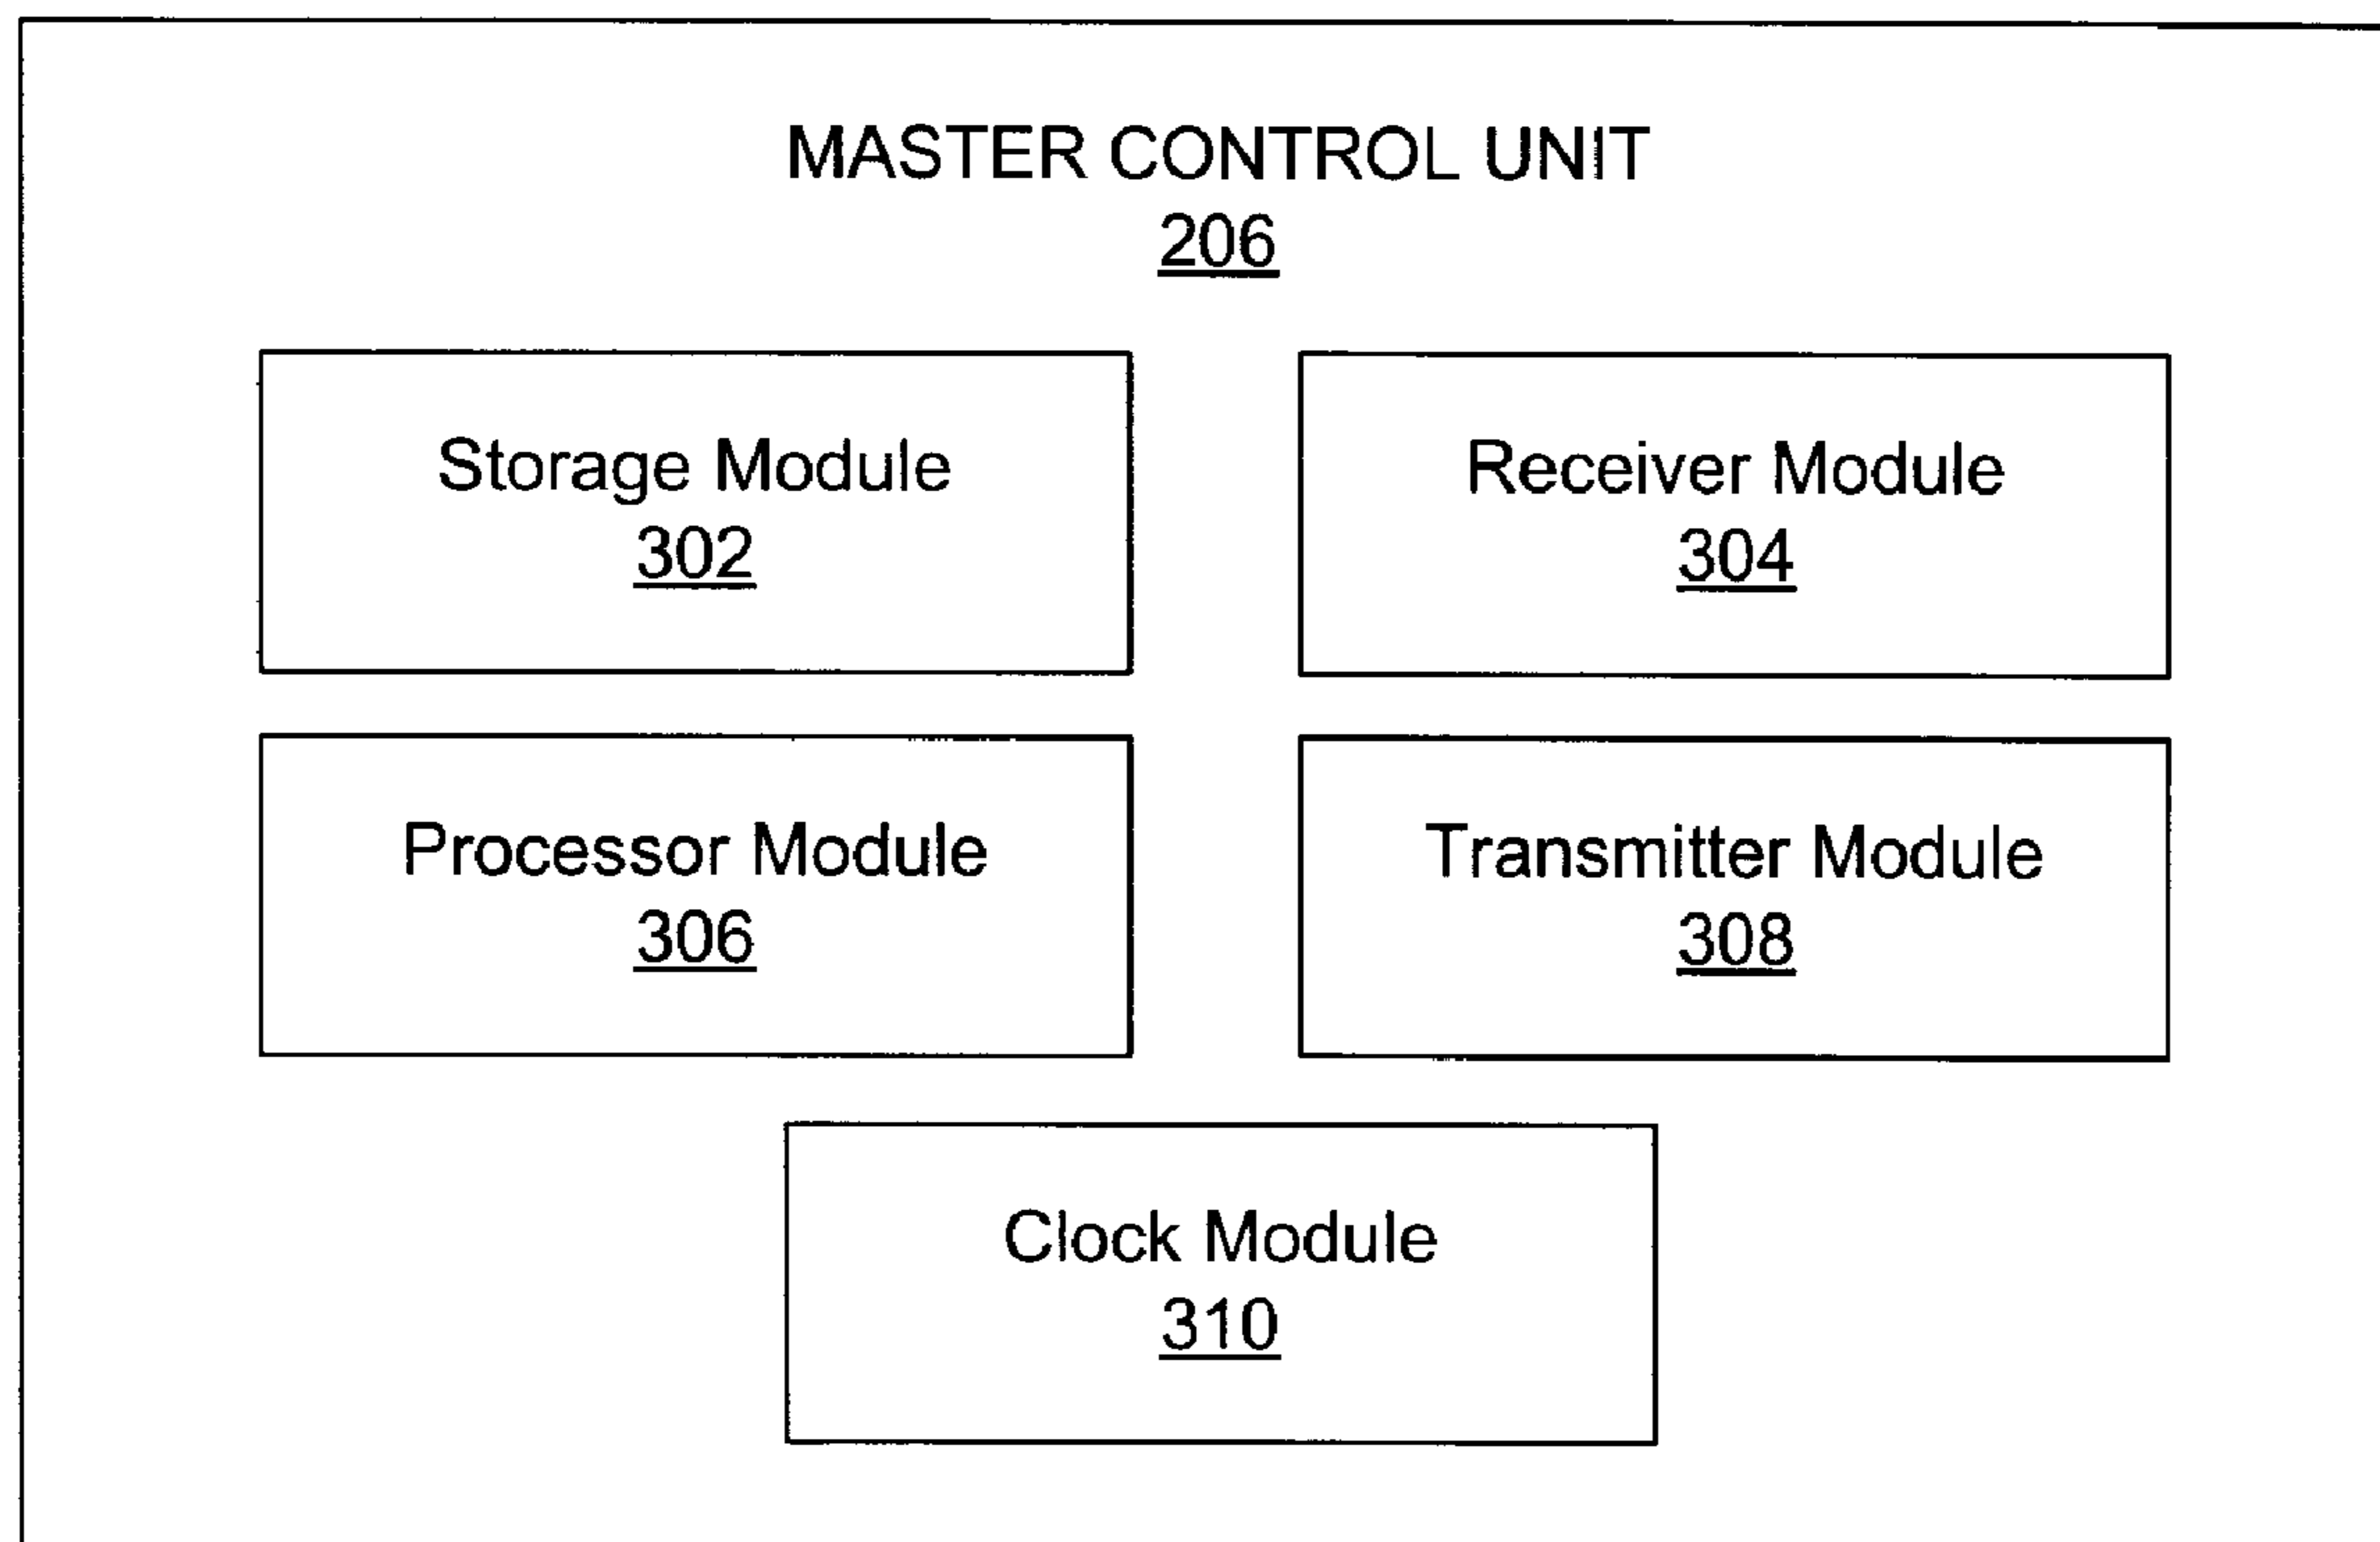 MASTER CONTROL UNIT
206
Storage Module
302
Receiver Module
304
Processor Module
306
Transmitter Module
308
Clock Module
310